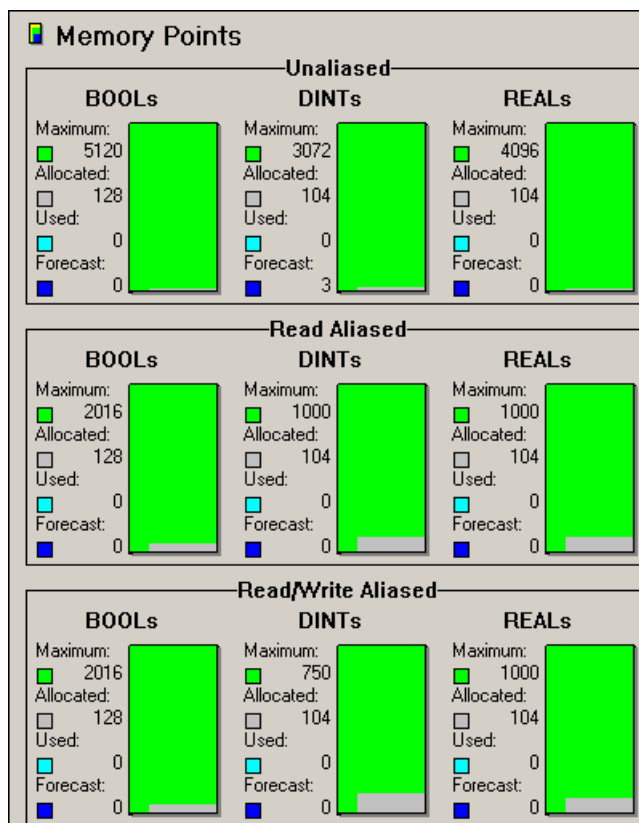 Memory Points
Unaliased
BOOLs DINTs REALs
Maximum: Maximum: Maximum:
5120 3072 4096
Allocated: Allocated: Allocated:
128 104 104
Used: Used: Used:
0 0 0
Forecast: Forecast: Forecast:
0 3 0
Read Aliased
BOOLs DINTs REALs
Maximum: Maximum: Maximum:
2016 1000 1000
Allocated: Allocated: Allocated:
128 104 104
Used: Used: Used:
0 0 0
Forecast: Forecast: Forecast:
0 0 0
Read/Write Aliased
BOOLs DINTs REALs
Maximum: Maximum: Maximum:
2016 750 1000
Allocated: Allocated: Allocated:
128 104 104
Used: Used: Used:
0 0 0
Forecast: Forecast: Forecast:
0 0 0